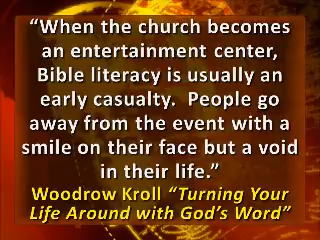 “When the church becomes
an entertainment center,
Bible literacy is usually an
early casualty.  People go
away from the event with a
smile on their face but a void
in their life.”
Woodrow Kroll “Turning Your
Life Around with God’s Word”